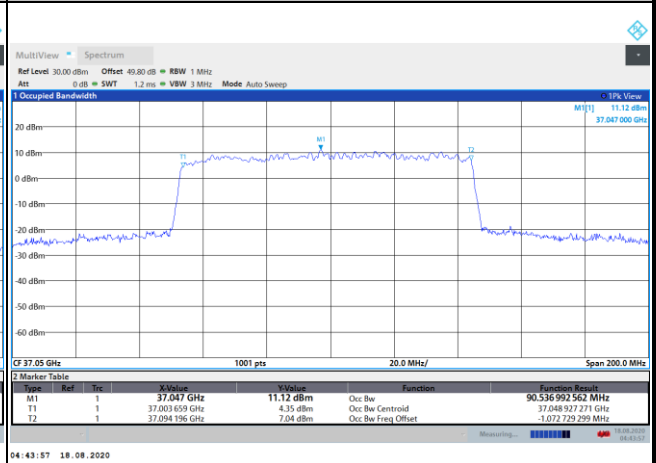 MultiView Spectrum
Ref Level 30.00 dBm Offset 49.80 dB RBW 1 MHz
Att 0 dB SWT 1.2 ms VBW 3 MHz Mode Auto Sweep
1 Occupied Bandwidth 1Pk View
M1[1] 11.12 dBm
37.047 000 GHz
20 dBm
M1
T2
10 dBm
T1
0 dBm
-10 dBm
-20 dBm
-30 dBm
-40 dBm
-50 dBm
-60 dBm
CF 37.05 GHz 1001 pts 20.0 MHz/ Span 200.0 MHz
2 Marker Table
Type Ref Trc X-Value Y-Value Function Function Result
M1 1 37.047 GHz 11.12 dBm Occ Bw 90.536 992 562 MHz
T1 1 37.003 659 GHz 4.35 dBm Occ Bw Centroid 37.048 927 271 GHz
T2 1 37.094 196 GHz 7.04 dBm Occ Bw Freq Offset -1.072 729 299 MHz
Measuring... 18.08.2020
04:43:57
04:43:57 18.08.2020